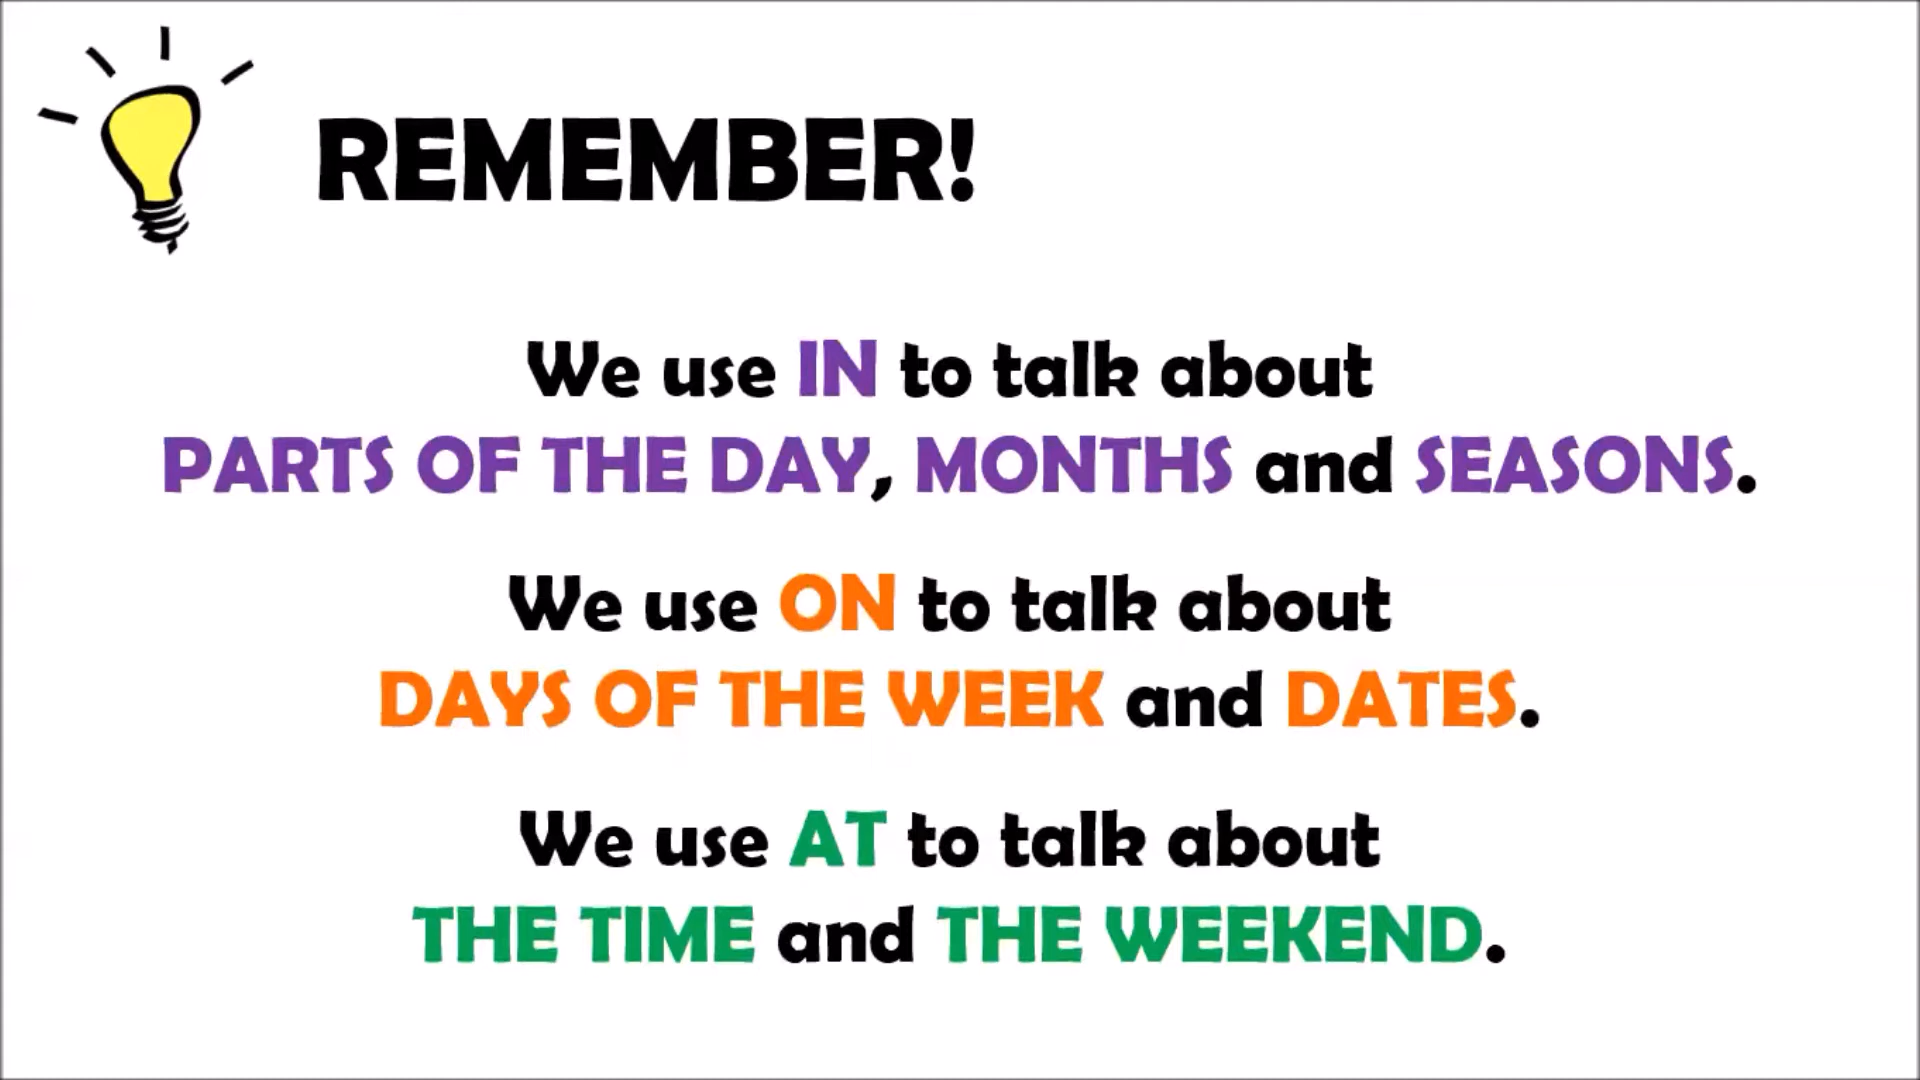 REMEMBER!
We use IN to talk about
PARTS OF THE DAY, MONTHS and SEASONS.
We use ON to talk about
DAYS OF THE WEEK and DATES.
We use AT to talk about
THE TIME and THE WEEKEND.